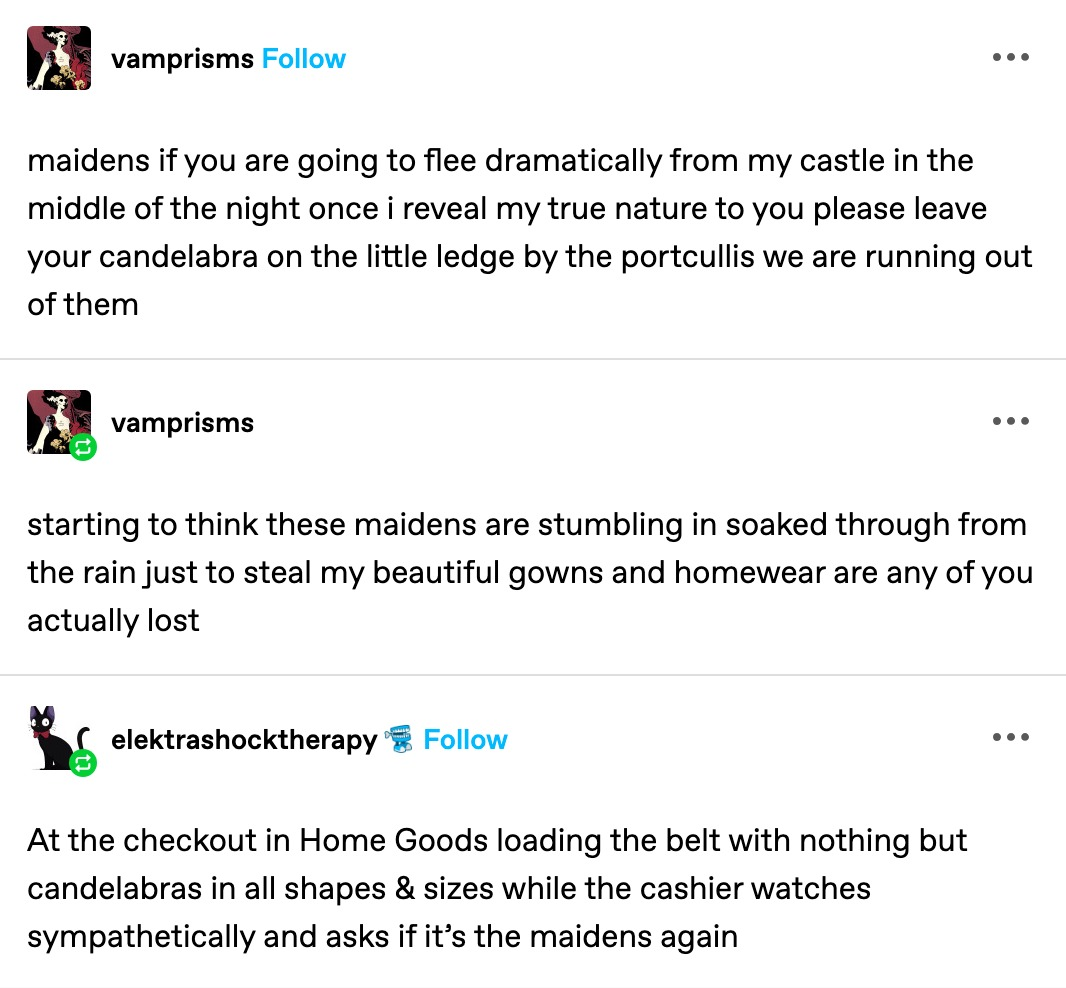 vamprisms Follow
maidens if you are going to flee dramatically from my castle in the
middle of the night once i reveal my true nature to you please leave
your candelabra on the little ledge by the portcullis we are running out
of them
vamprisms
starting to think these maidens are stumbling in soaked through from
the rain just to steal my beautiful gowns and homewear are any of you
actually lost
elektrashocktherapy Follow
At the checkout in Home Goods loading the belt with nothing but
candelabras in all shapes & sizes while the cashier watches
sympathetically and asks if it’s the maidens again